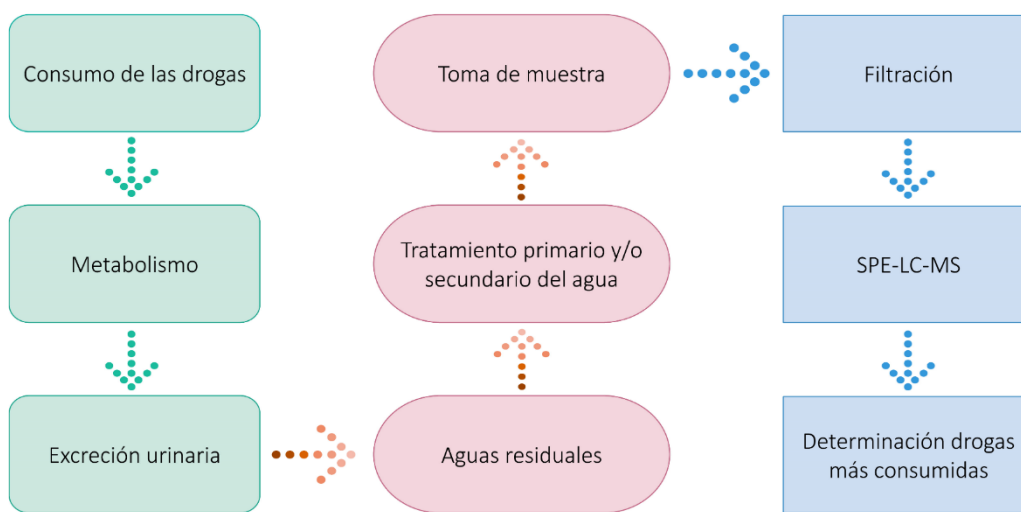 Consumo de las drogas
Metabolismo
Excreción urinaria
Aguas residuales
Tratamiento primario y/o
secundario del agua
Toma de muestra
Filtración
SPE-LC-MS
Determinación drogas
más consumidas